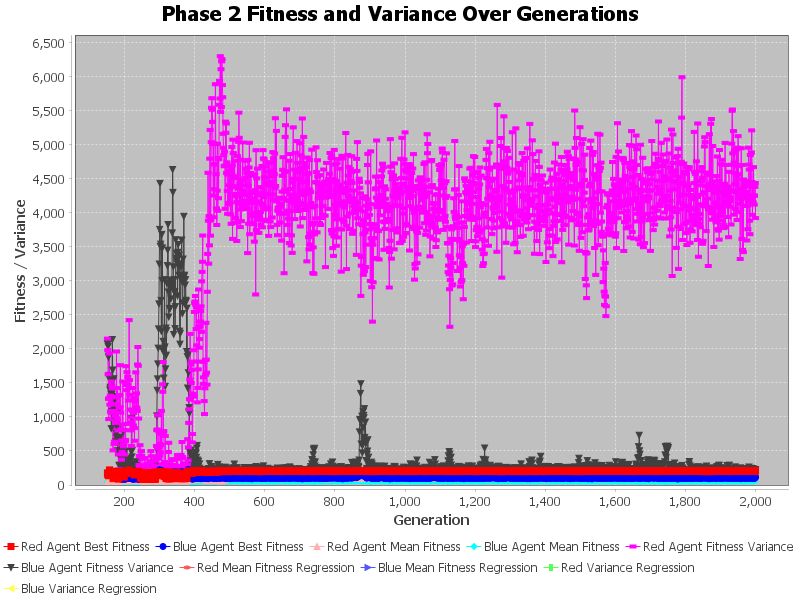 Phase 2 Fitness and Variance Over Generations
6,500
6,000
5,500
5,000
4,500
4,000
3,500
3,000
2,500
2,000
1,500
1,000
500
0
Fitness / Variance
200 400 600 800 1,000 1,200 1,400 1,600 1,800 2,000
Generation
Red Agent Best Fitness Blue Agent Best Fitness Red Agent Mean Fitness Blue Agent Mean Fitness Red Agent Fitness Variance
Blue Agent Fitness Variance Red Mean Fitness Regression Blue Mean Fitness Regression Red Variance Regression
Blue Variance Regression